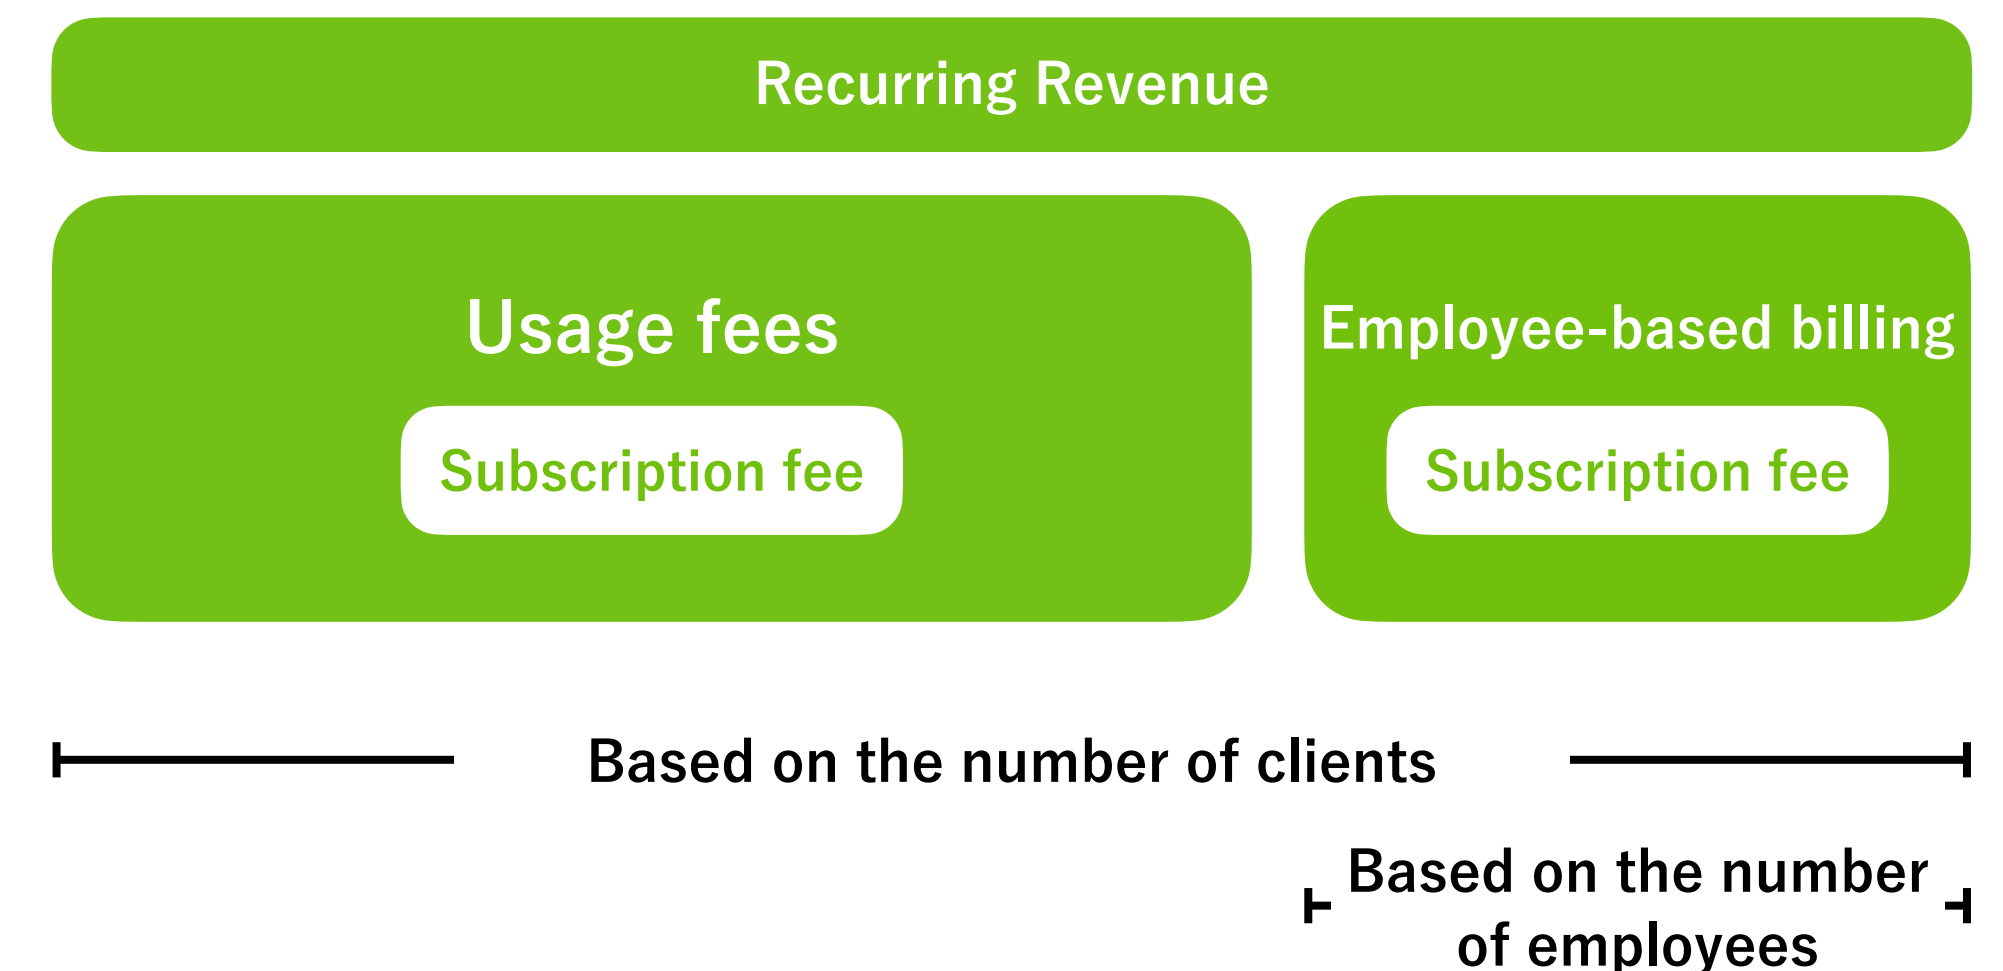 Recurring Revenue
Usage fees
Subscription fee
Employee-based billing
Subscription fee
Based on the number of clients
Based on the number
of employees